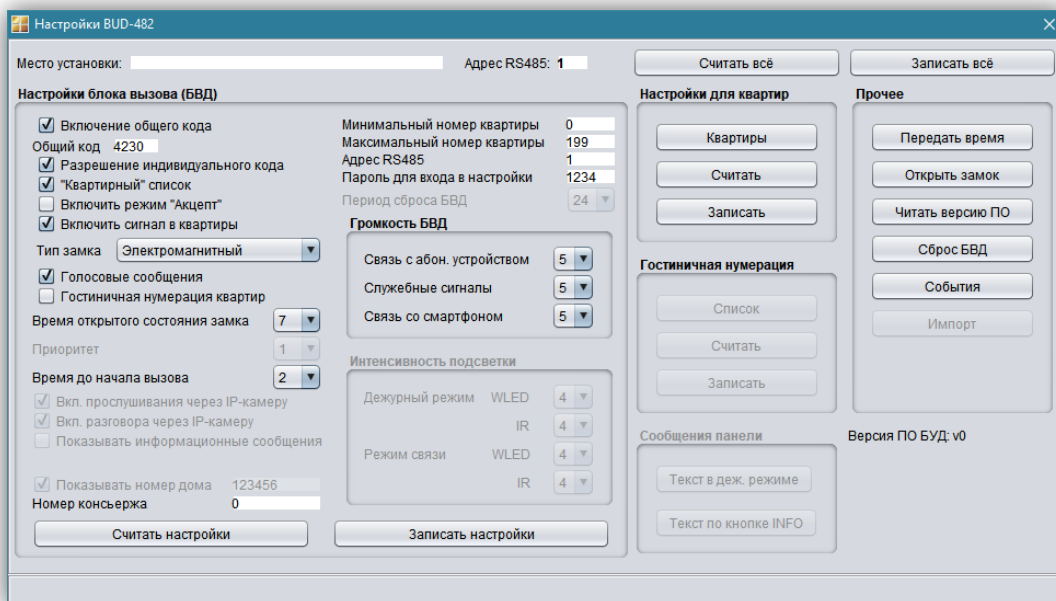 Настройки BUD-482
Место установки:
Адрес RS485: 1
Считать всё
Записать всё
Настройки блока вызова (БВД)
Включение общего кода
Общий код 4230
Разрешение индивидуального кода
"Квартирный" список
Включить режим "Акцепт"
Включить сигнал в квартиры
Тип замка Электромагнитный
Голосовые сообщения
Гостиничная нумерация квартир
Время открытого состояния замка 7
Приоритет 1
Время до начала вызова 2
Вкл. прослушивания через IP-камеру
Вкл. разговора через IP-камеру
Показывать информационные сообщения
Показывать номер дома 123456
Номер консьержа 0
Считать настройки
Минимальный номер квартиры 0
Максимальный номер квартиры 199
Адрес RS485 1
Пароль для входа в настройки 1234
Период сброса БВД 24
Громкость БВД
Связь с абон. устройством 5
Служебные сигналы 5
Связь со смартфоном 5
Интенсивность подсветки
Дежурный режим WLED 4
IR 4
Режим связи WLED 4
IR 4
Записать настройки
Настройки для квартир
Квартиры
Считать
Записать
Гостиничная нумерация
Список
Считать
Записать
Сообщения панели
Текст в деж. режиме
Текст по кнопке INFO
Прочее
Передать время
Открыть замок
Читать версию ПО
Сброс БВД
События
Импорт
Версия ПО БУД: v0